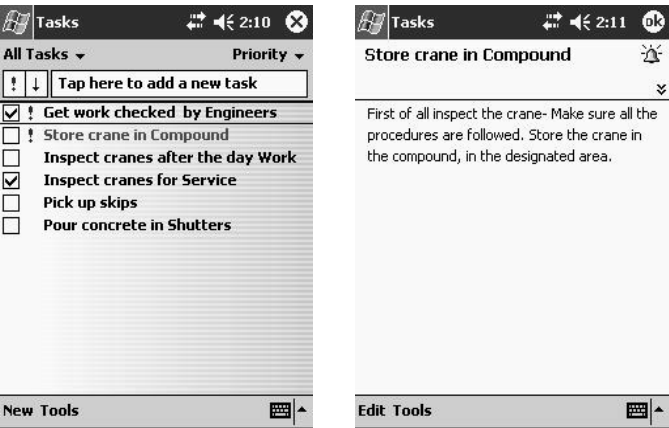 Tasks 2:10
All Tasks Priority
! ↓ Tap here to add a new task
! Get work checked by Engineers
! Store crane in Compound
Inspect cranes after the day Work
Inspect cranes for Service
Pick up skips
Pour concrete in Shutters
New Tools
Tasks 2:11 ok
Store crane in Compound
First of all inspect the crane- Make sure all the
procedures are followed. Store the crane in
the compound, in the designated area.
Edit Tools